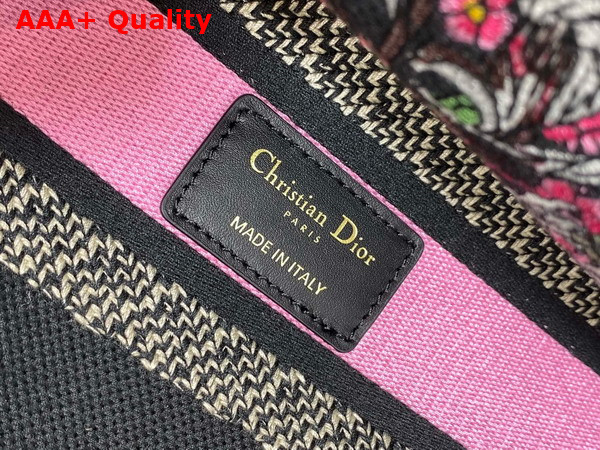 AAA+ Quality
Christian Dior
PARIS
MADE IN ITALY